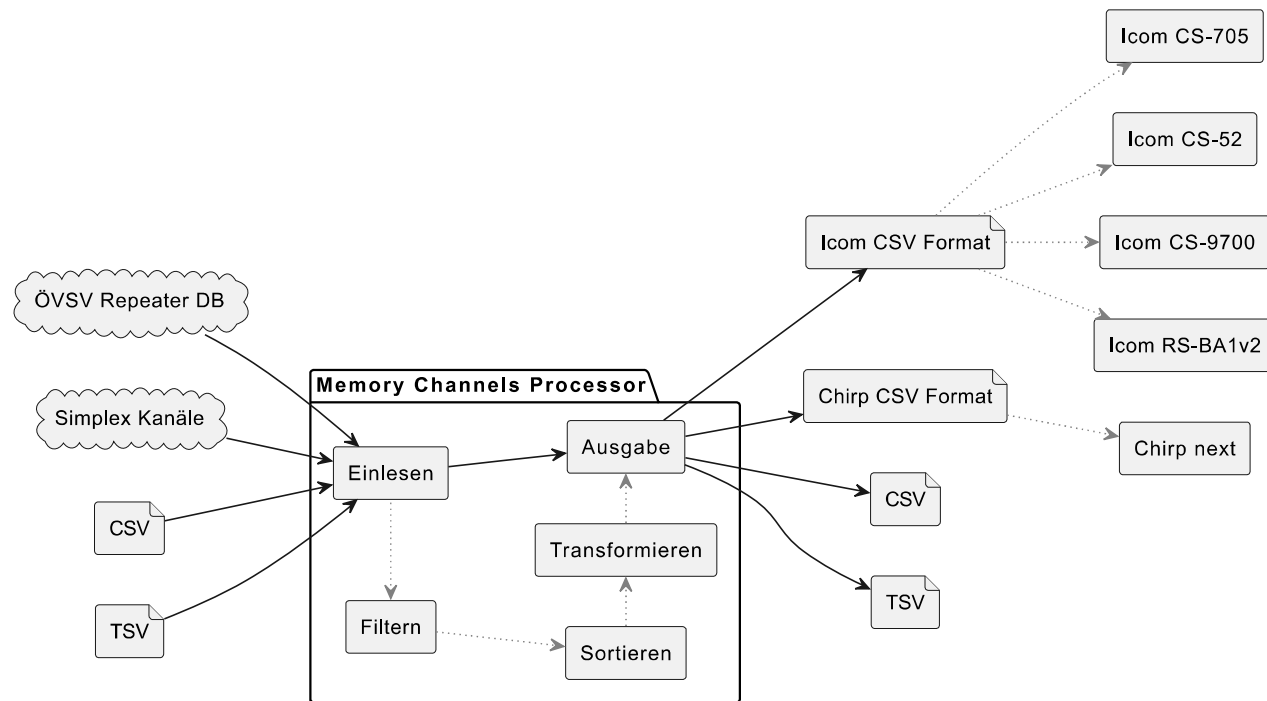 Icom CS-705
Icom CS-52
Icom CSV Format
Icom CS-9700
ÖVSV Repeater DB
Icom RS-BA1v2
Memory Channels Processor
Chirp CSV Format
Simplex Kanäle
Ausgabe
Chirp next
Einlesen
CSV
CSV
Transformieren
TSV
Filtern
TSV
Sortieren